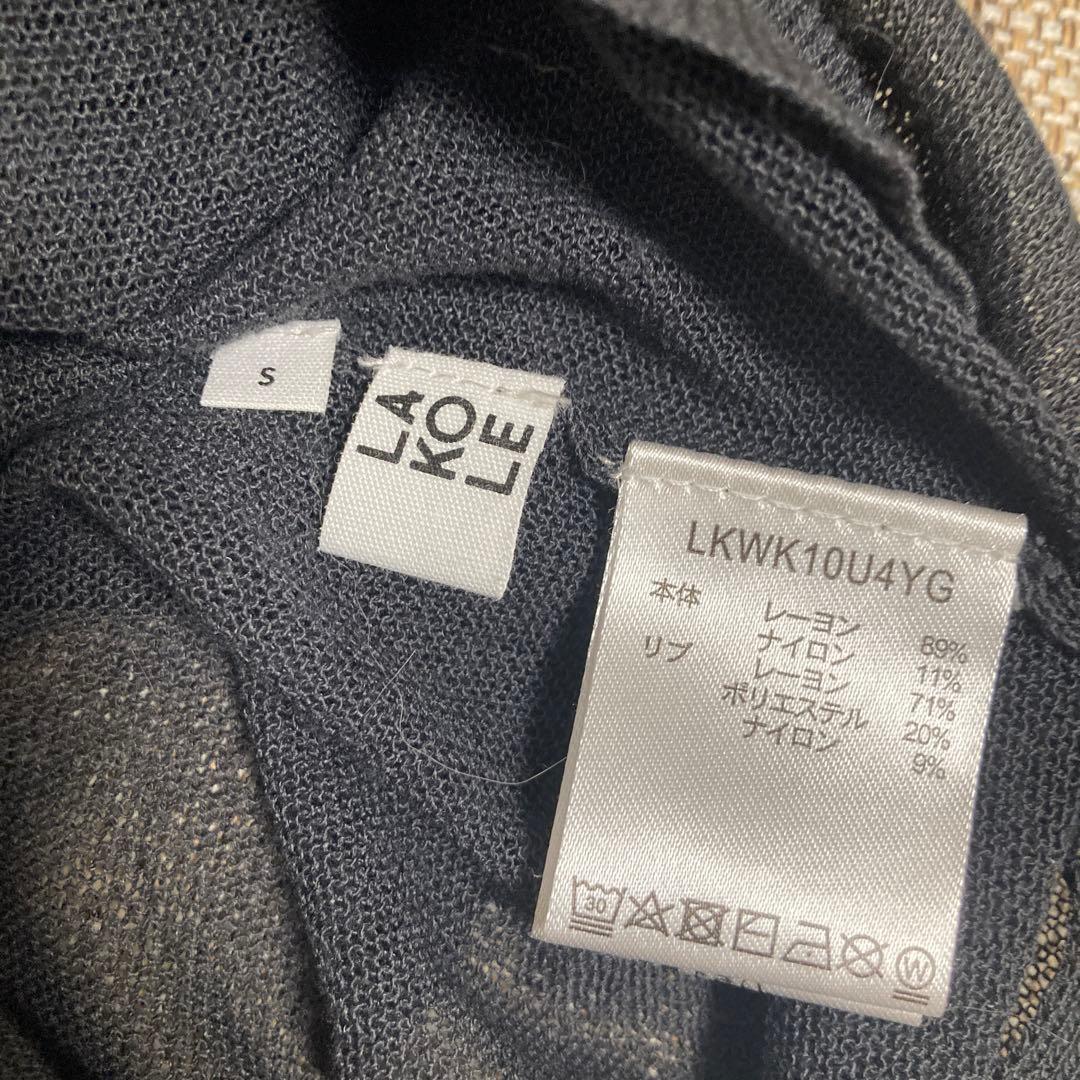 S
LA
KO
LE
LKWK10U4YG
本体 レーヨン 89%
ナイロン 11%
リブ レーヨン 71%
ポリエステル 20%
ナイロン 9%
30
W